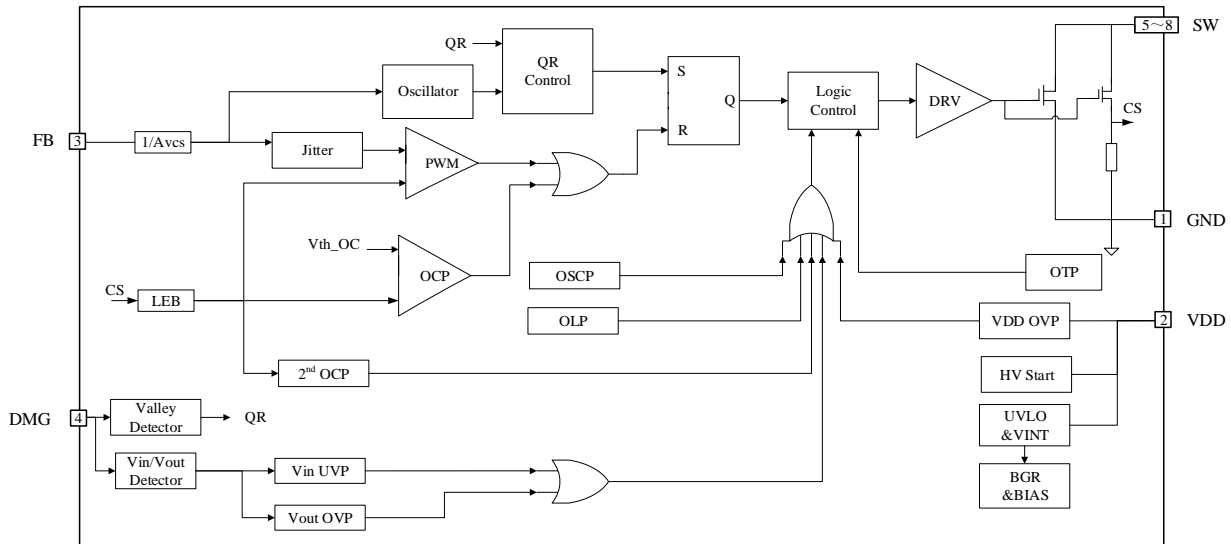 5～8
SW
QR
QR
Control
Oscillator
S
Q
R
Logic
Control
DRV
CS
FB
3
1/Avcs
Jitter
PWM
1
GND
Vth_OC
OCP
OSCP
OTP
CS
LEB
OLP
VDD OVP
2
VDD
2nd OCP
HV Start
DMG
4
Valley
Detector
QR
UVLO
&VINT
Vin/Vout
Detector
Vin UVP
BGR
&BIAS
Vout OVP